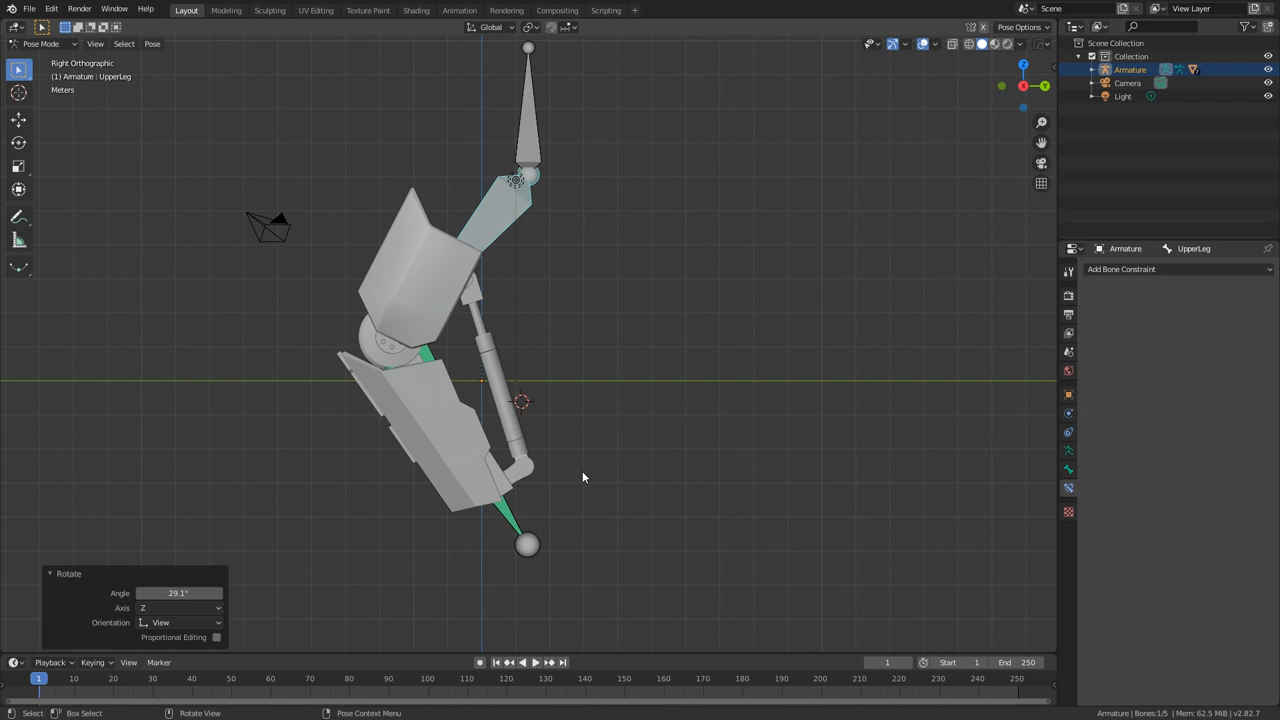 File Edit Render Window Help Layout Modeling Sculpting UV Editing Texture Paint Shading Animation Rendering Compositing Scripting + Scene View Layer
Global Pose Options
Pose Mode View Select Pose
Right Orthographic
(1) Armature : UpperLeg
Meters
Z
X
Y
Scene Collection
Collection
Armature
Camera
Light
Armature UpperLeg
Add Bone Constraint
Rotate
Angle 29.1°
Axis Z
Orientation View
Proportional Editing
Playback Keying View Marker 1 Start 1 End 250
1 10 20 30 40 50 60 70 80 90 100 110 120 130 140 150 160 170 180 190 200 210 220 230 240 250
Select Box Select Rotate View Pose Context Menu Armature | Bones:1/5 | Mem: 62.5 MiB | v2.82.7